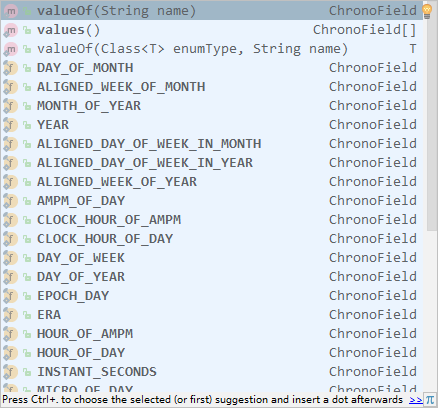 valueOf(String name) ChronoField
values() ChronoField[]
valueOf(Class<T> enumType, String name) T
DAY_OF_MONTH ChronoField
ALIGNED_WEEK_OF_MONTH ChronoField
MONTH_OF_YEAR ChronoField
YEAR ChronoField
ALIGNED_DAY_OF_WEEK_IN_MONTH ChronoField
ALIGNED_DAY_OF_WEEK_IN_YEAR ChronoField
ALIGNED_WEEK_OF_YEAR ChronoField
AMPM_OF_DAY ChronoField
CLOCK_HOUR_OF_AMPM ChronoField
CLOCK_HOUR_OF_DAY ChronoField
DAY_OF_WEEK ChronoField
DAY_OF_YEAR ChronoField
EPOCH_DAY ChronoField
ERA ChronoField
HOUR_OF_AMPM ChronoField
HOUR_OF_DAY ChronoField
INSTANT_SECONDS ChronoField
MICRO_OF_DAY ChronoField
Press Ctrl+. to choose the selected (or first) suggestion and insert a dot afterwards >> π